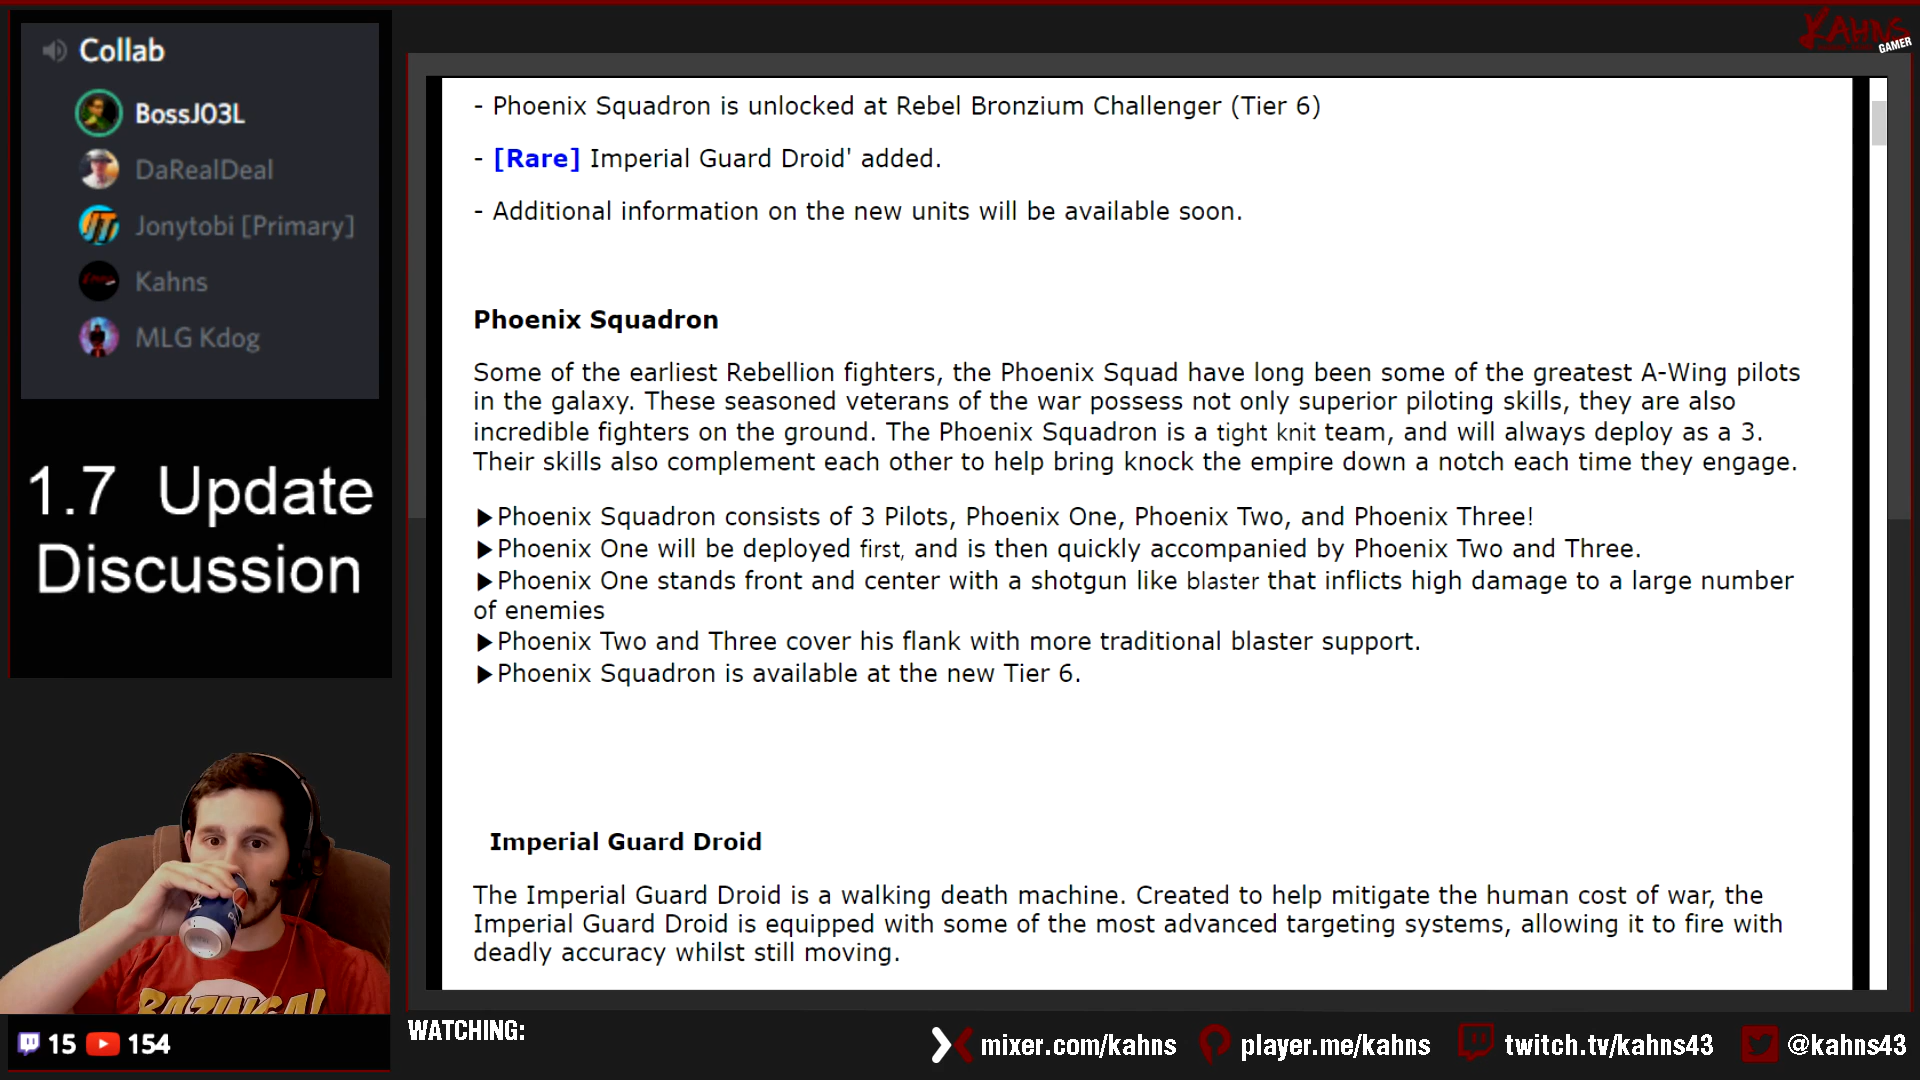 Collab
BossJ03L
DaRealDeal
Jonytobi [Primary]
Kahns
MLG Kdog
1.7 Update
Discussion
KAHNS
GAMER
- Phoenix Squadron is unlocked at Rebel Bronzium Challenger (Tier 6)
- [Rare] Imperial Guard Droid' added.
- Additional information on the new units will be available soon.
Phoenix Squadron
Some of the earliest Rebellion fighters, the Phoenix Squad have long been some of the greatest A-Wing pilots
in the galaxy. These seasoned veterans of the war possess not only superior piloting skills, they are also
incredible fighters on the ground. The Phoenix Squadron is a tight knit team, and will always deploy as a 3.
Their skills also complement each other to help bring knock the empire down a notch each time they engage.
▶Phoenix Squadron consists of 3 Pilots, Phoenix One, Phoenix Two, and Phoenix Three!
▶Phoenix One will be deployed first, and is then quickly accompanied by Phoenix Two and Three.
▶Phoenix One stands front and center with a shotgun like blaster that inflicts high damage to a large number
of enemies
▶Phoenix Two and Three cover his flank with more traditional blaster support.
▶Phoenix Squadron is available at the new Tier 6.
Imperial Guard Droid
The Imperial Guard Droid is a walking death machine. Created to help mitigate the human cost of war, the
Imperial Guard Droid is equipped with some of the most advanced targeting systems, allowing it to fire with
deadly accuracy whilst still moving.
BAZINGA!
15 154
WATCHING:
mixer.com/kahns player.me/kahns twitch.tv/kahns43 @kahns43